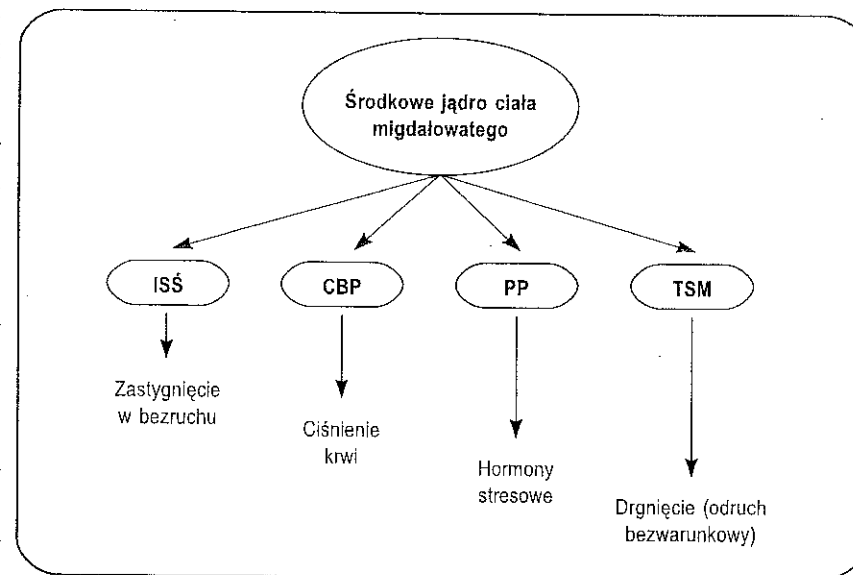 Środkowe jądro ciała
migdałowatego
ISŚ
CBP
PP
TSM
Zastygnięcie
w bezruchu
Ciśnienie
krwi
Hormony
stresowe
Drgnięcie (odruch
bezwarunkowy)